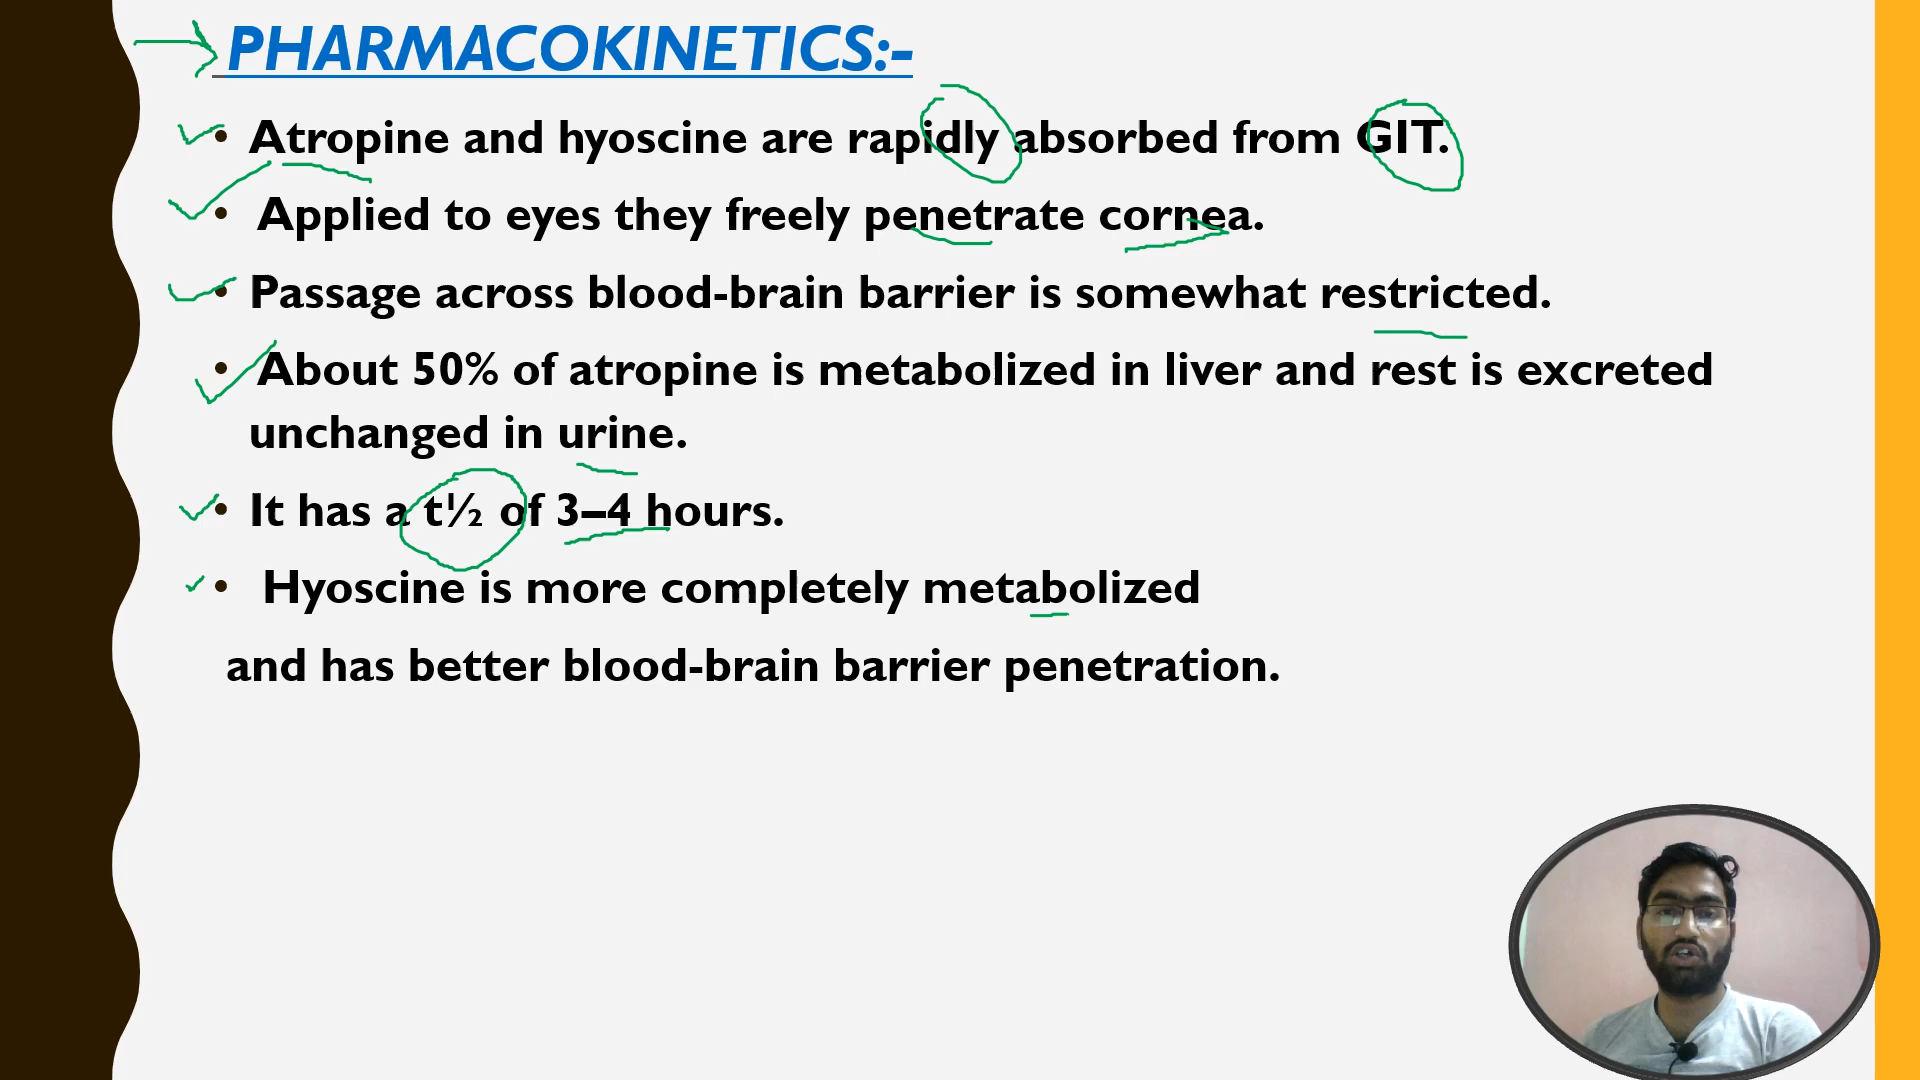 PHARMACOKINETICS:-
• Atropine and hyoscine are rapidly absorbed from GIT.
• Applied to eyes they freely penetrate cornea.
• Passage across blood-brain barrier is somewhat restricted.
• About 50% of atropine is metabolized in liver and rest is excreted
unchanged in urine.
• It has a t½ of 3–4 hours.
• Hyoscine is more completely metabolized
and has better blood-brain barrier penetration.